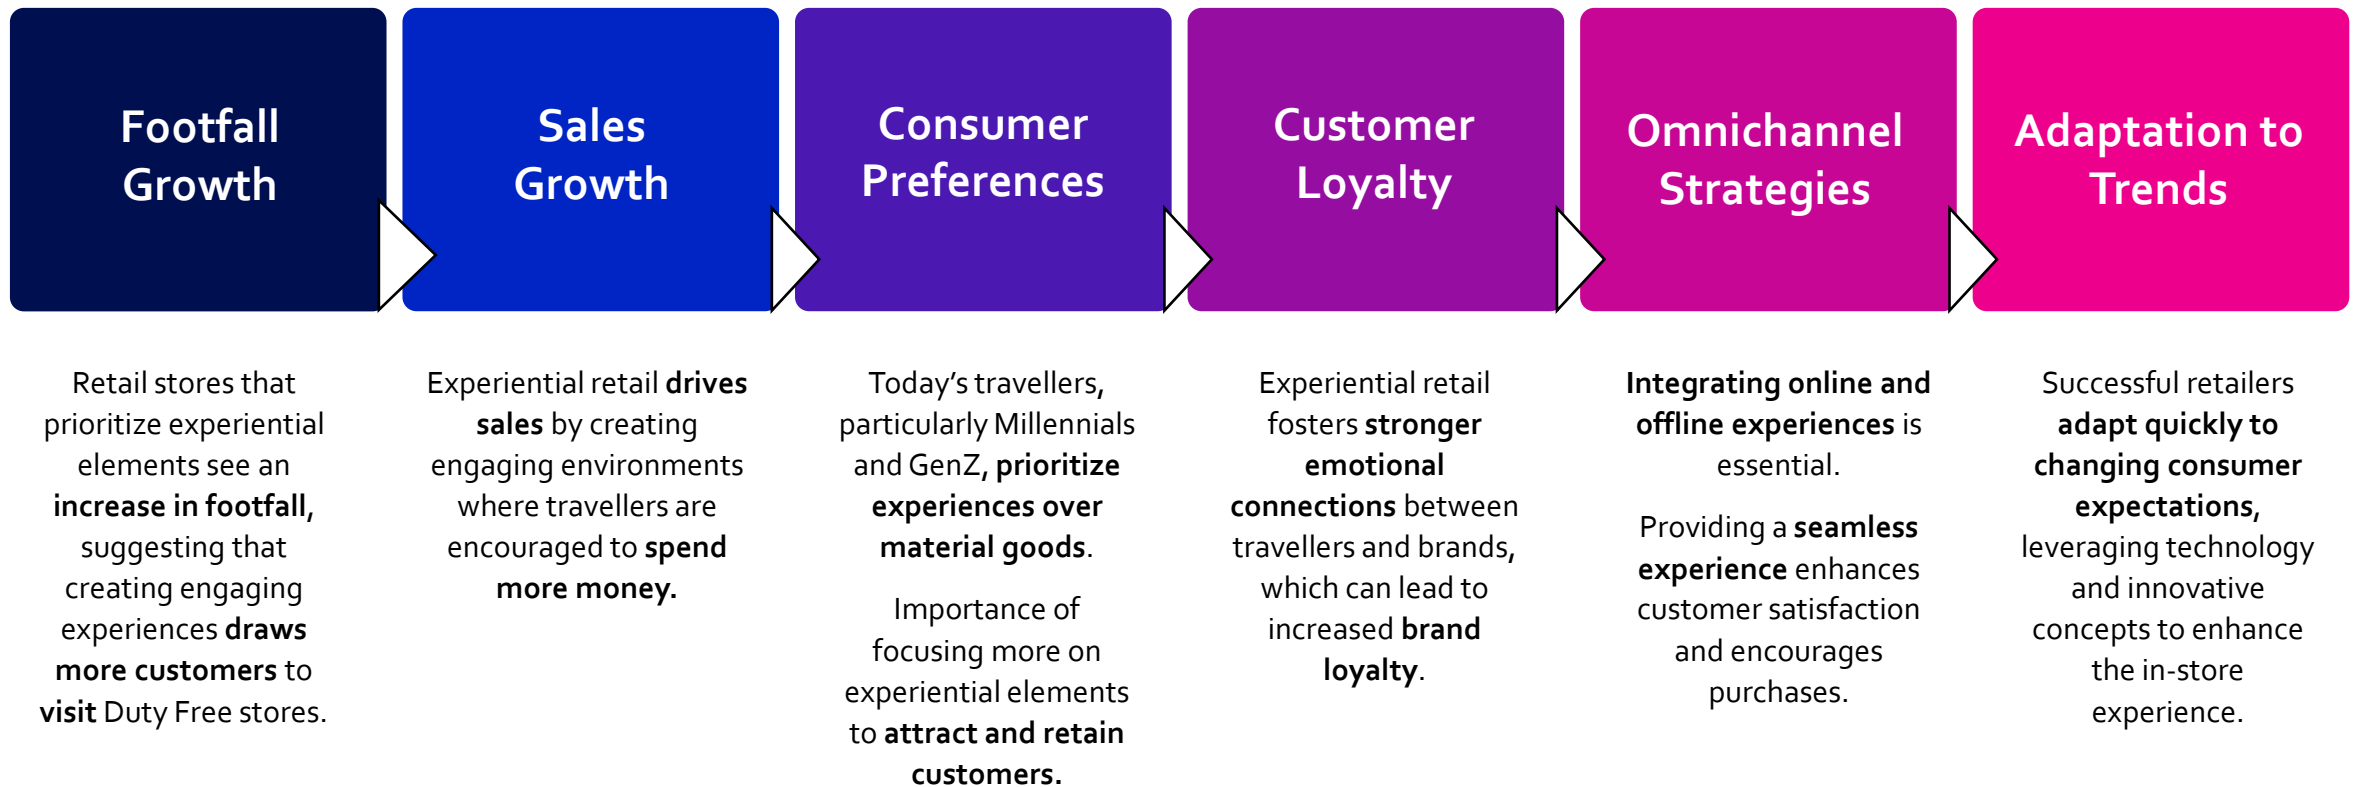 Footfall
Growth
Sales
Growth
Consumer
Preferences
Customer
Loyalty
Omnichannel
Strategies
Adaptation to
Trends
Retail stores that
prioritize experiential
elements see an
increase in footfall,
suggesting that
creating engaging
experiences draws
more customers to
visit Duty Free stores.
Experiential retail drives
sales by creating
engaging environments
where travellers are
encouraged to spend
more money.
Today's travellers,
particularly Millennials
and GenZ, prioritize
experiences over
material goods.
Importance of
focusing more on
experiential elements
to attract and retain
customers.
Experiential retail
fosters stronger
emotional
connections between
travellers and brands,
which can lead to
increased brand
loyalty.
Integrating online and
offline experiences is
essential.
Providing a seamless
experience enhances
customer satisfaction
and encourages
purchases.
Successful retailers
adapt quickly to
changing consumer
expectations,
leveraging technology
and innovative
concepts to enhance
the in-store
experience.